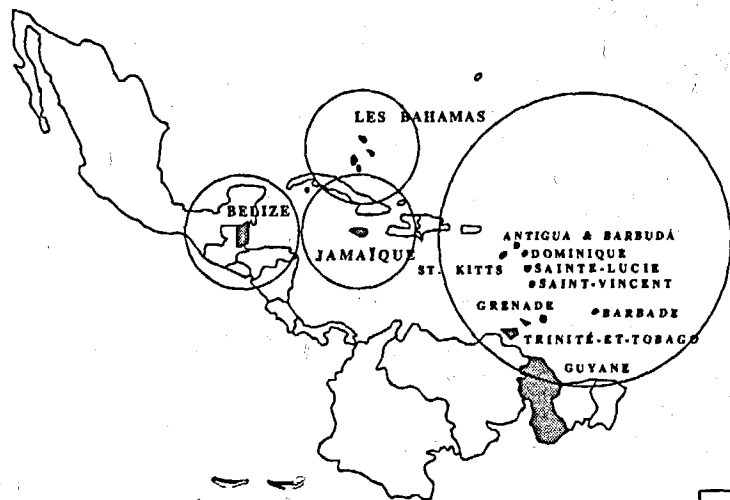 LES BAHAMAS
BELIZE
JAMAÏQUE
ANTIGUA & BARBUDA
DOMINIQUE
ST. KITTS
SAINTE-LUCIE
SAINT-VINCENT
GRENADE
BARBADE
TRINITÉ-ET-TOBAGO
GUYANE